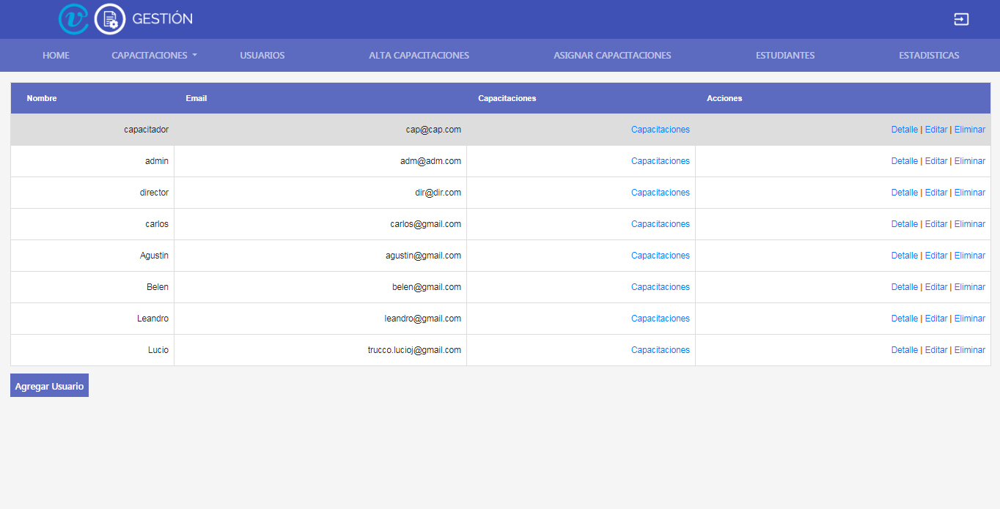 GESTIÓN
HOME CAPACITACIONES USUARIOS ALTA CAPACITACIONES ASIGNAR CAPACITACIONES ESTUDIANTES ESTADISTICAS
Nombre Email Capacitaciones Acciones
capacitador cap@cap.com Capacitaciones Detalle | Editar | Eliminar
admin adm@adm.com Capacitaciones Detalle | Editar | Eliminar
director dir@dir.com Capacitaciones Detalle | Editar | Eliminar
carlos carlos@gmail.com Capacitaciones Detalle | Editar | Eliminar
Agustin agustin@gmail.com Capacitaciones Detalle | Editar | Eliminar
Belen belen@gmail.com Capacitaciones Detalle | Editar | Eliminar
Leandro leandro@gmail.com Capacitaciones Detalle | Editar | Eliminar
Lucio trucco.lucioj@gmail.com Capacitaciones Detalle | Editar | Eliminar
Agregar Usuario